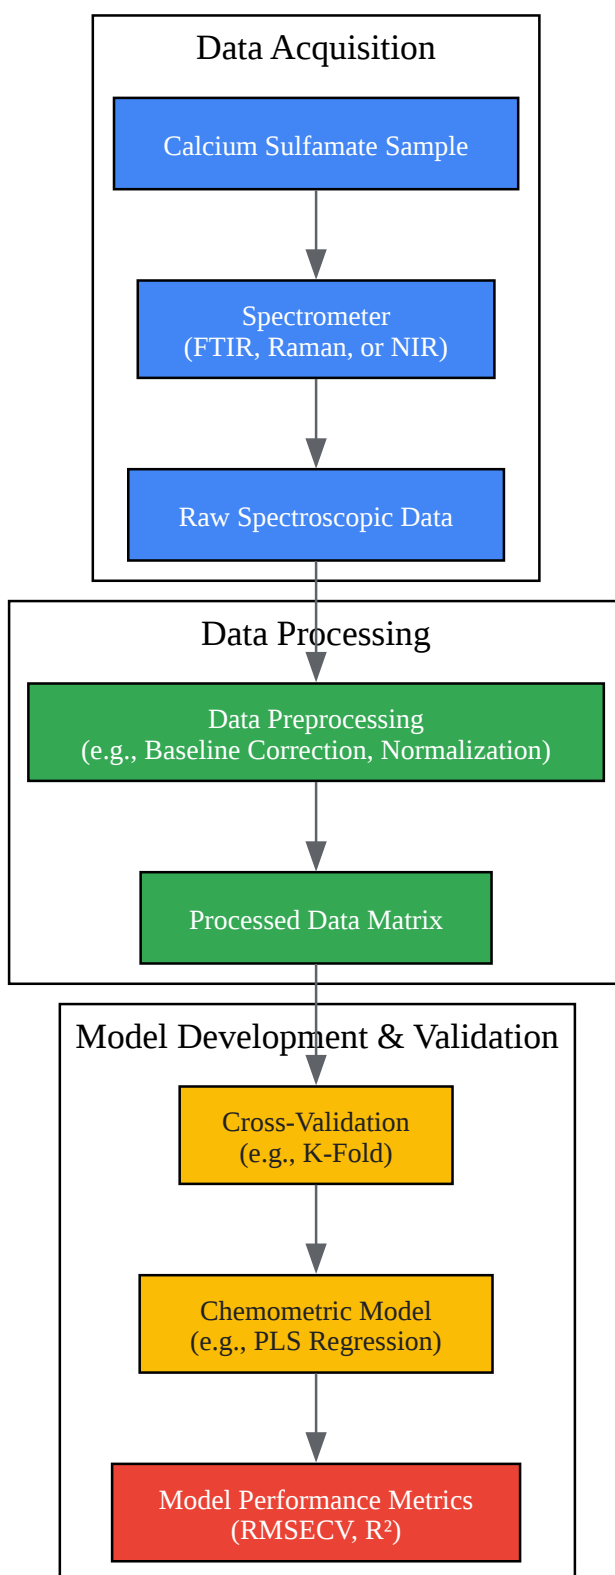 Data Acquisition
Calcium Sulfamate Sample
Spectrometer
(FTIR, Raman, or NIR)
Raw Spectroscopic Data
Data Processing
Data Preprocessing
(e.g., Baseline Correction, Normalization)
Processed Data Matrix
Model Development & Validation
Cross-Validation
(e.g., K-Fold)
Chemometric Model
(e.g., PLS Regression)
Model Performance Metrics
(RMSECV, R²)